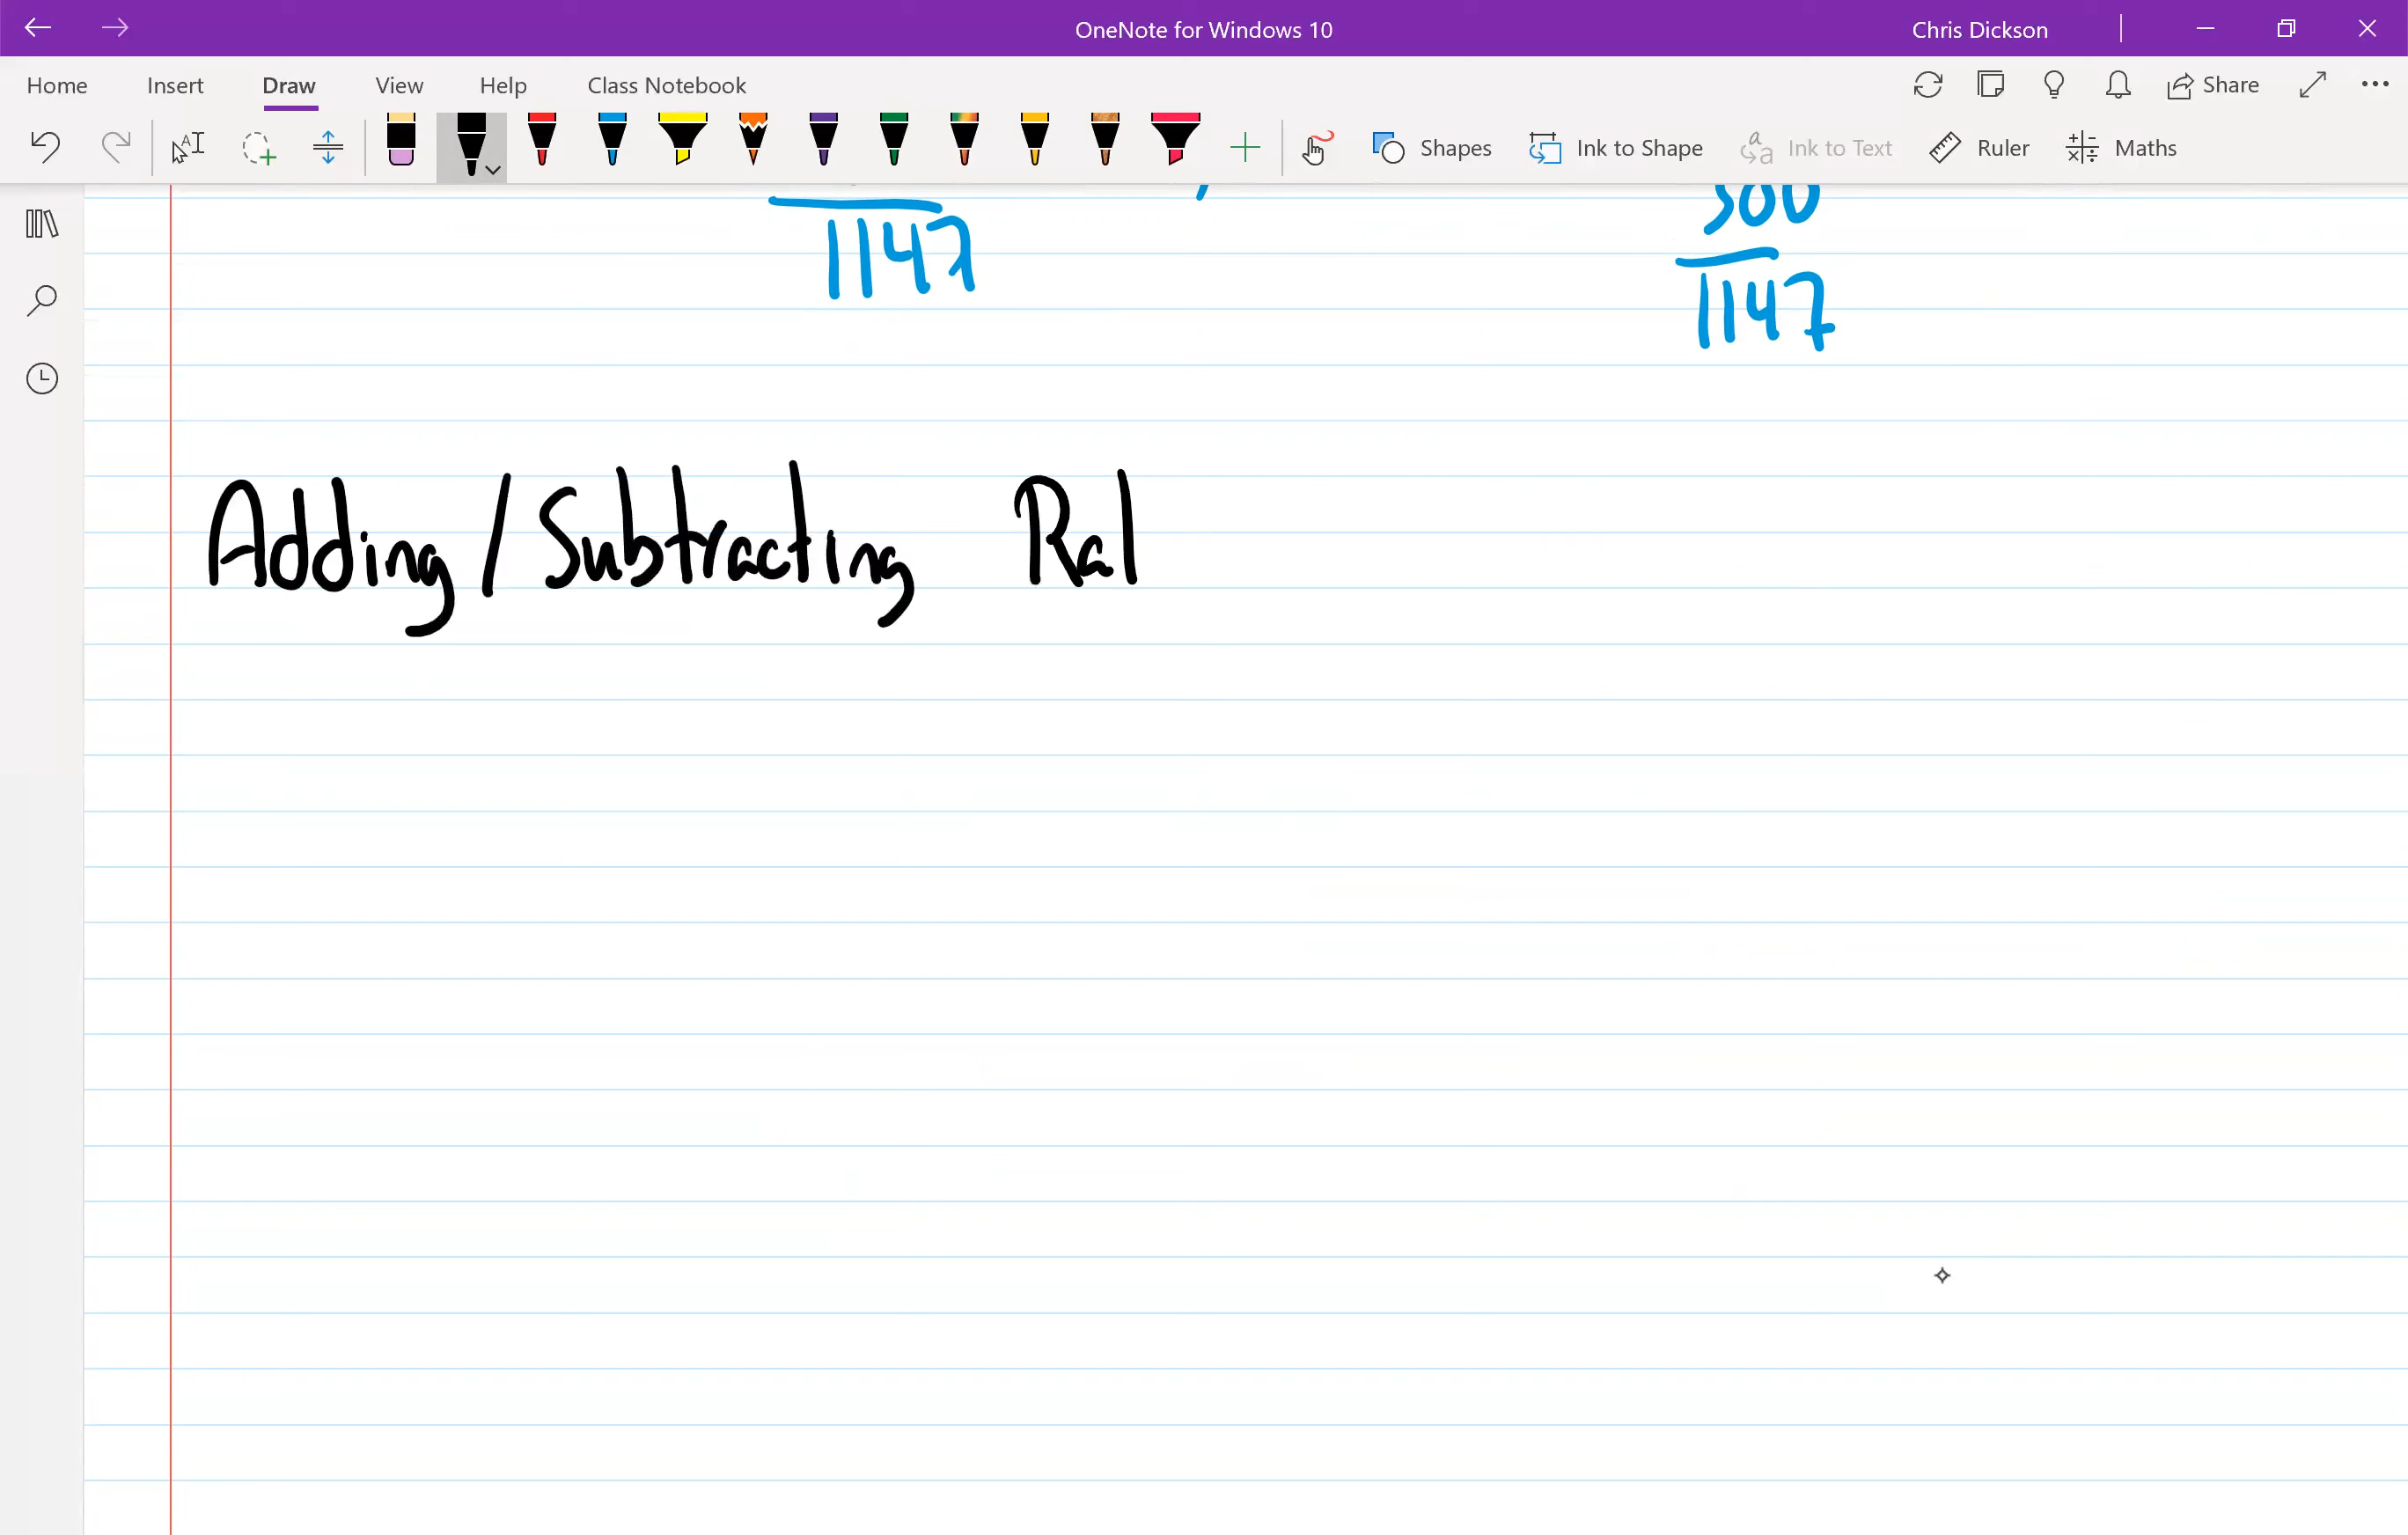 OneNote for Windows 10
Chris Dickson
Home Insert Draw View Help Class Notebook
Share
Shapes Ink to Shape Ink to Text Ruler Maths
1147
1147
Adding / Subtracting Ral